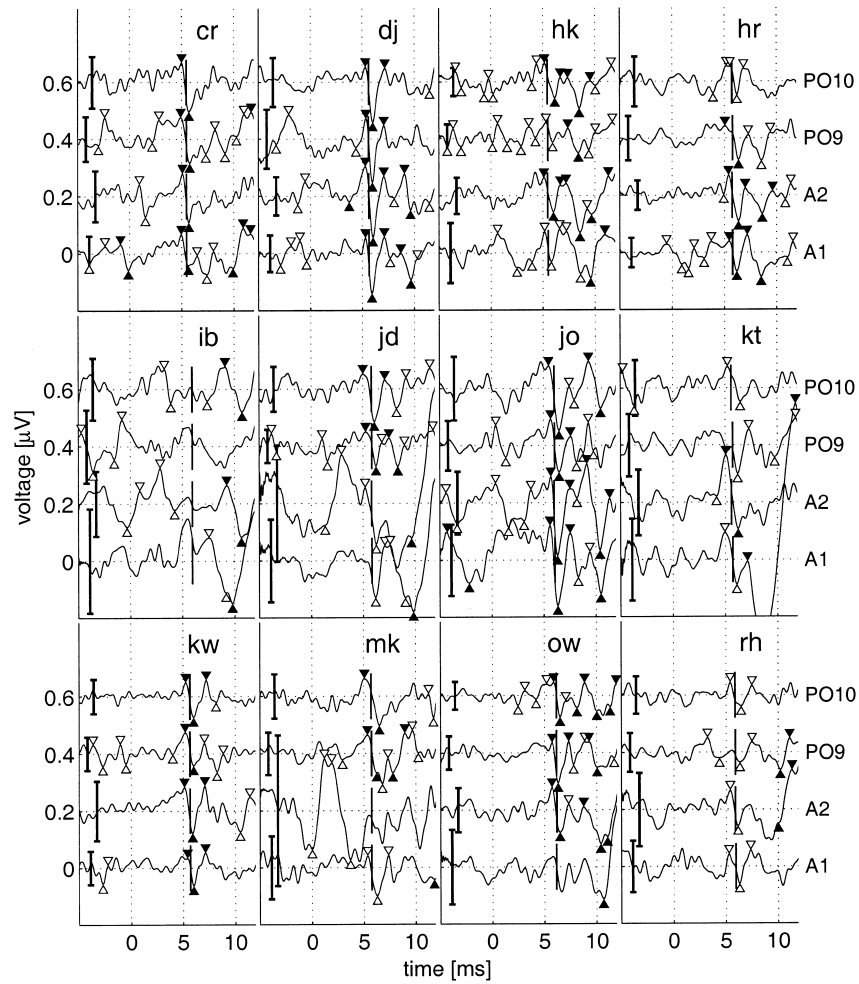 cr dj hk hr
0.6 PO10
0.4 PO9
0.2 A2
0 A1
ib jd jo kt
0.6 PO10
0.4 PO9
0.2 A2
0 A1
voltage [µV]
kw mk ow rh
0.6 PO10
0.4 PO9
0.2 A2
0 A1
0 5 10 0 5 10 0 5 10 0 5 10
time [ms]